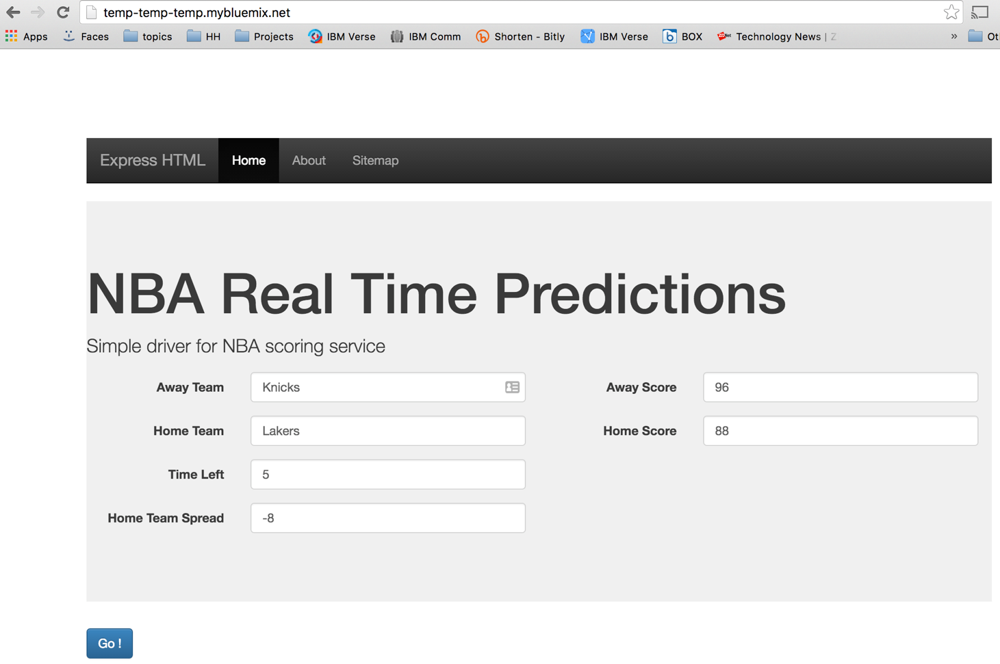 temp-temp-temp.mybluemix.net
Apps Faces topics HH Projects IBM Verse IBM Comm Shorten - Bitly IBM Verse b BOX ZDNet Technology News | Z » Ot
Express HTML Home About Sitemap
NBA Real Time Predictions
Simple driver for NBA scoring service
Away Team Knicks Away Score 96
Home Team Lakers Home Score 88
Time Left 5
Home Team Spread -8
Go !